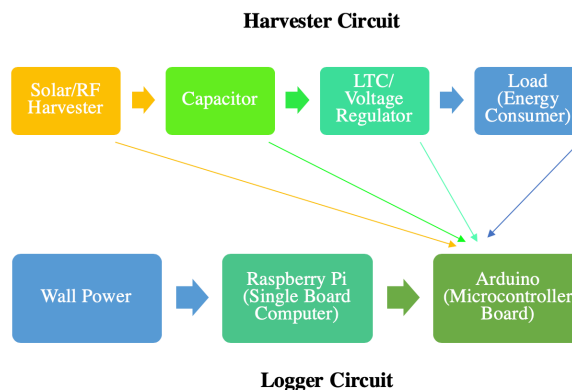 Harvester Circuit
Solar/RF
Harvester
Capacitor
LTC/
Voltage
Regulator
Load
(Energy
Consumer)
Wall Power
Raspberry Pi
(Single Board
Computer)
Arduino
(Microcontroller
Board)
Logger Circuit